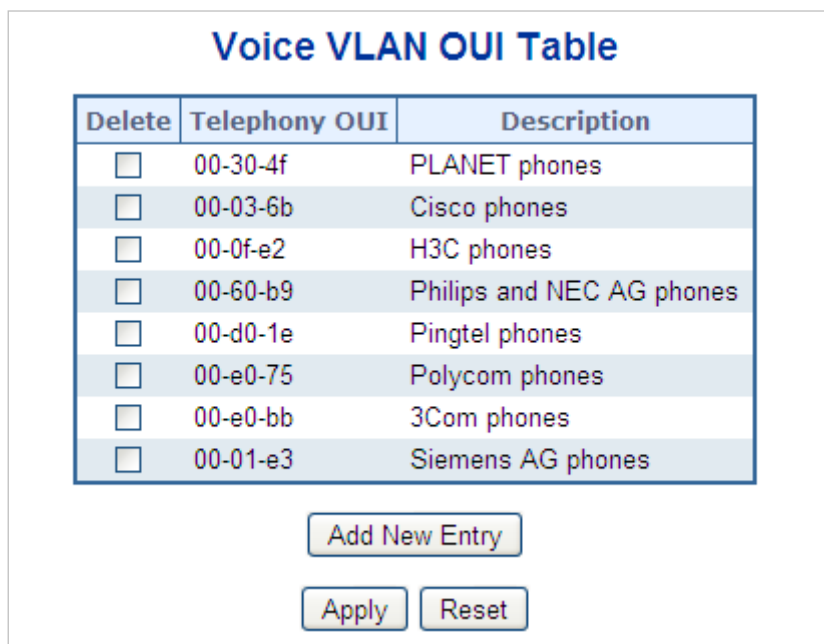 Voice VLAN OUI Table
Delete Telephony OUI Description
00-30-4f PLANET phones
00-03-6b Cisco phones
00-0f-e2 H3C phones
00-60-b9 Philips and NEC AG phones
00-d0-1e Pingtel phones
00-e0-75 Polycom phones
00-e0-bb 3Com phones
00-01-e3 Siemens AG phones
Add New Entry
Apply Reset